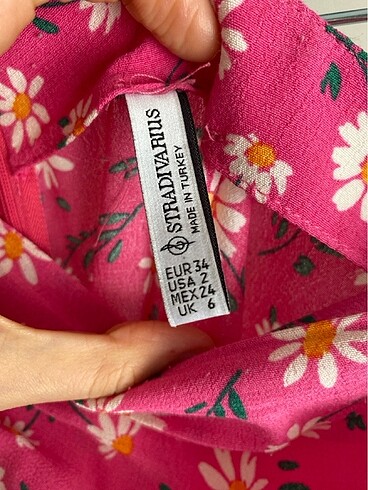 STRADIVARIUS
MADE IN TURKEY
EUR 34
USA 2
MEX 24
UK 6